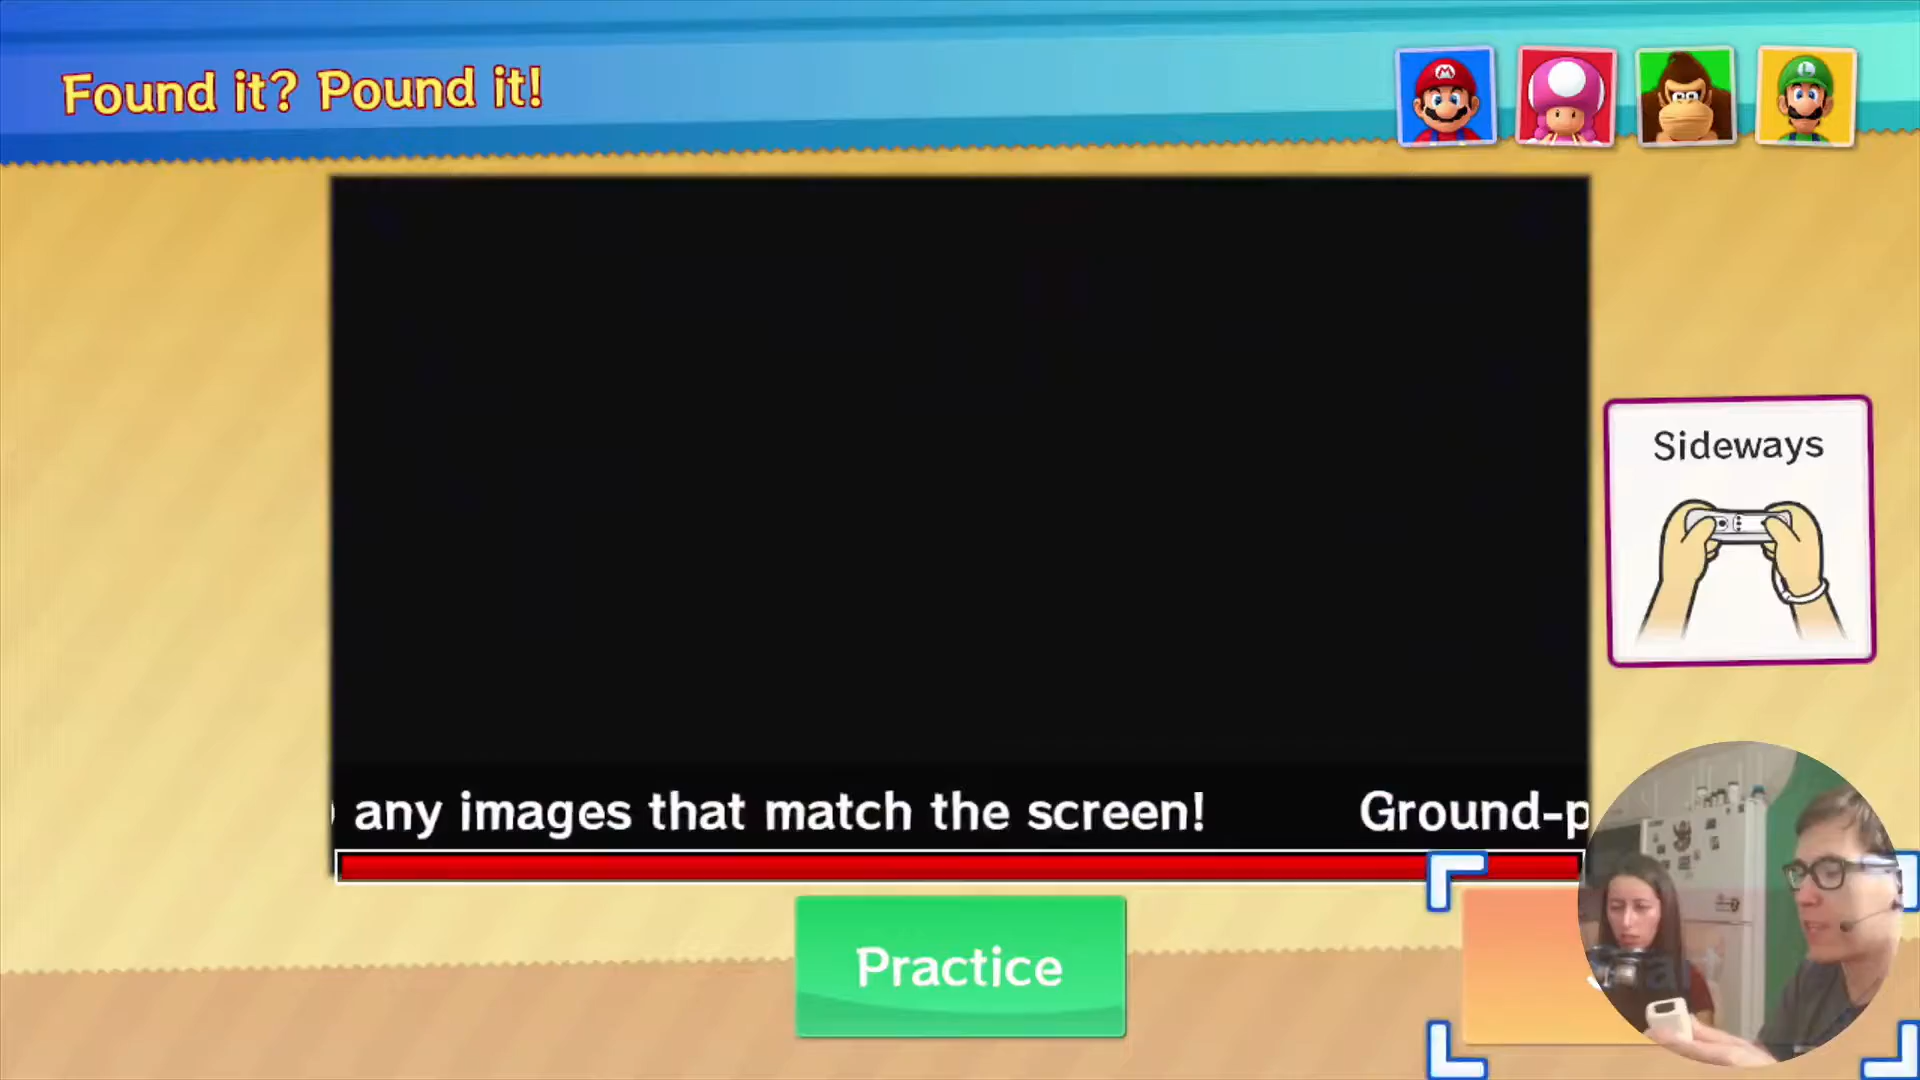 Found it? Pound it!
Sideways
any images that match the screen! Ground-p
Practice